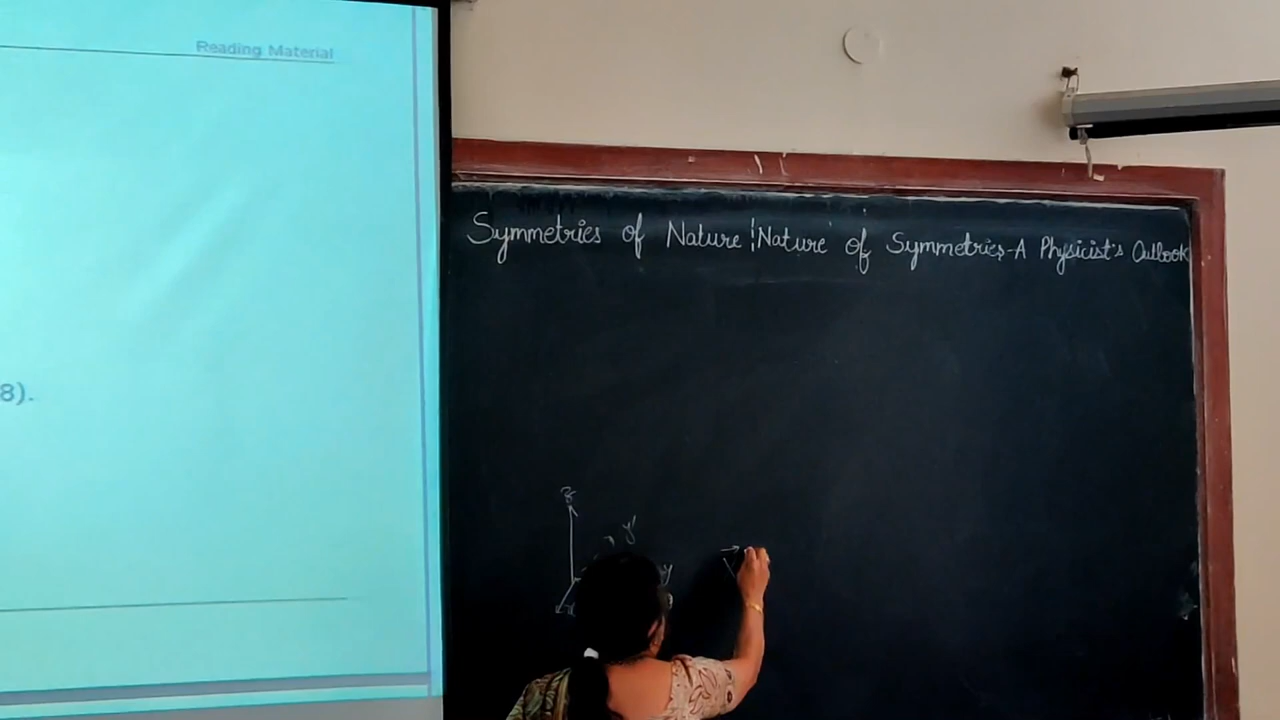 Reading Material
8).
Symmetries of Nature | 'Nature' of Symmetries-A Physicist's Outlook
z
y'
y
x